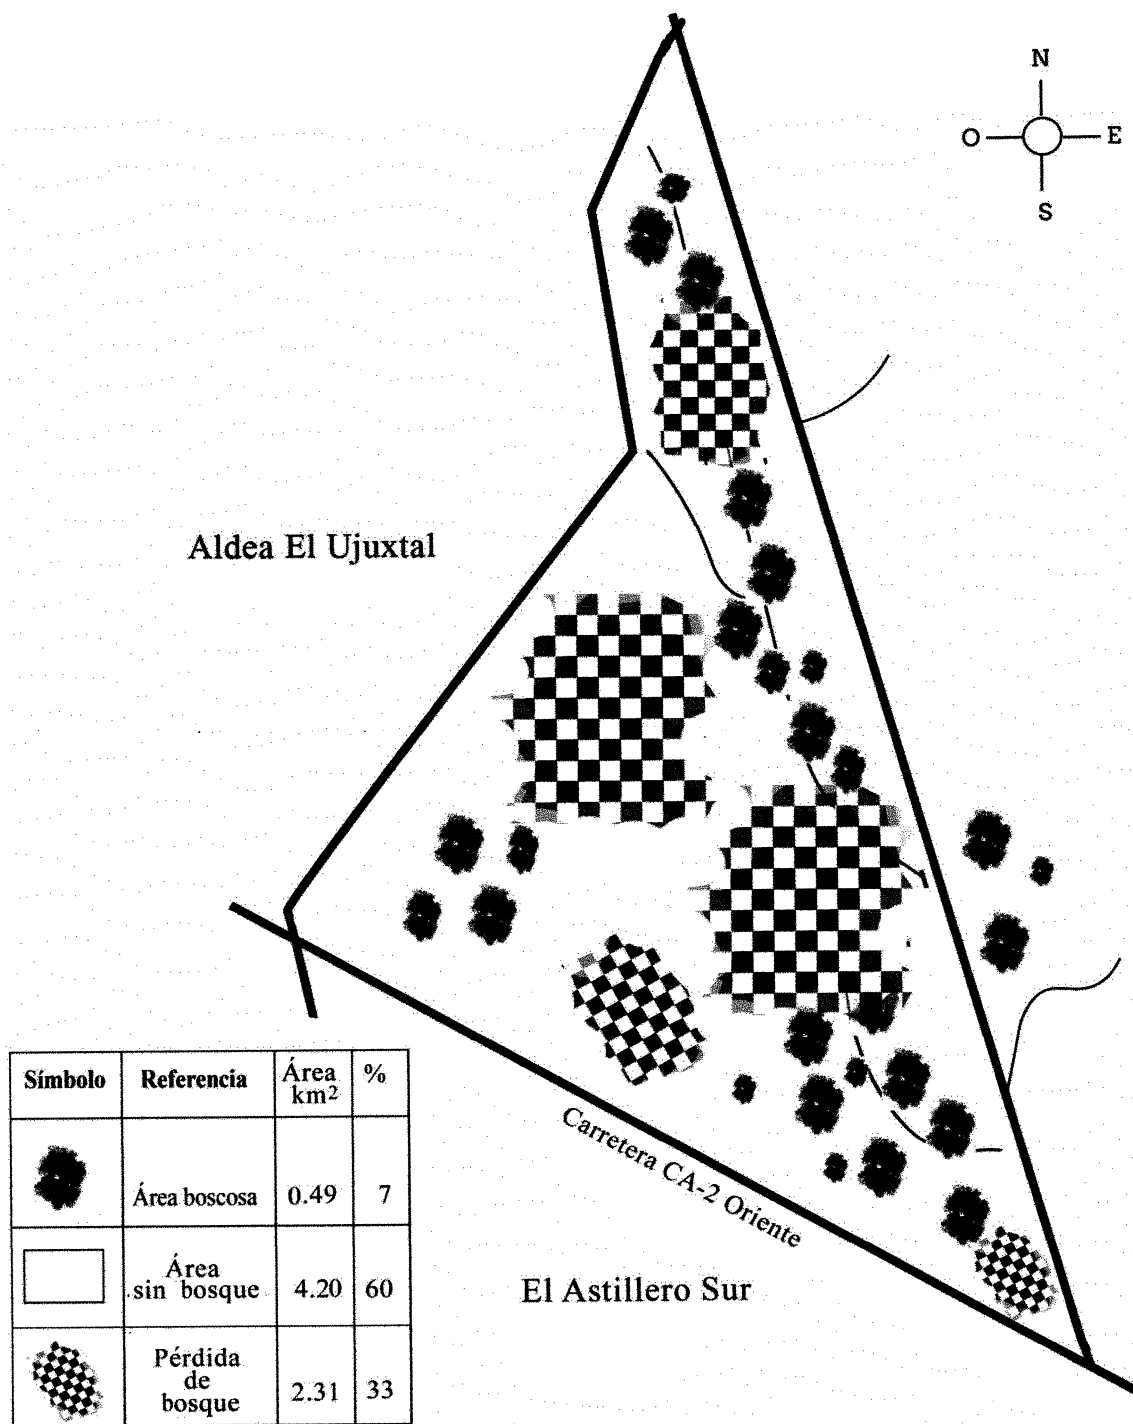 N
O E
S
Aldea El Ujuxtal
Carretera CA-2 Oriente
El Astillero Sur
Símbolo Referencia Área km² %
Área boscosa 0.49 7
Área
sin bosque 4.20 60
Pérdida
de
bosque 2.31 33